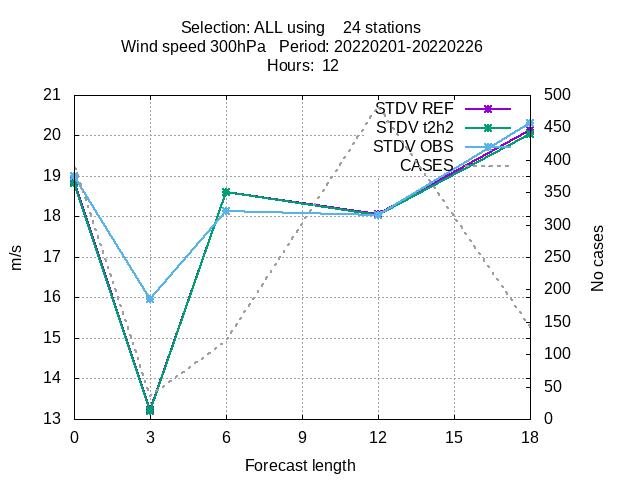 Selection: ALL using    24 stations
Wind speed 300hPa   Period: 20220201-20220226
Hours:  12
21
20
19
18
17
16
15
14
13
m/s
STDV REF
STDV t2h2
STDV OBS
CASES
500
450
400
350
300
250
200
150
100
50
0
No cases
0 3 6 9 12 15 18
Forecast length